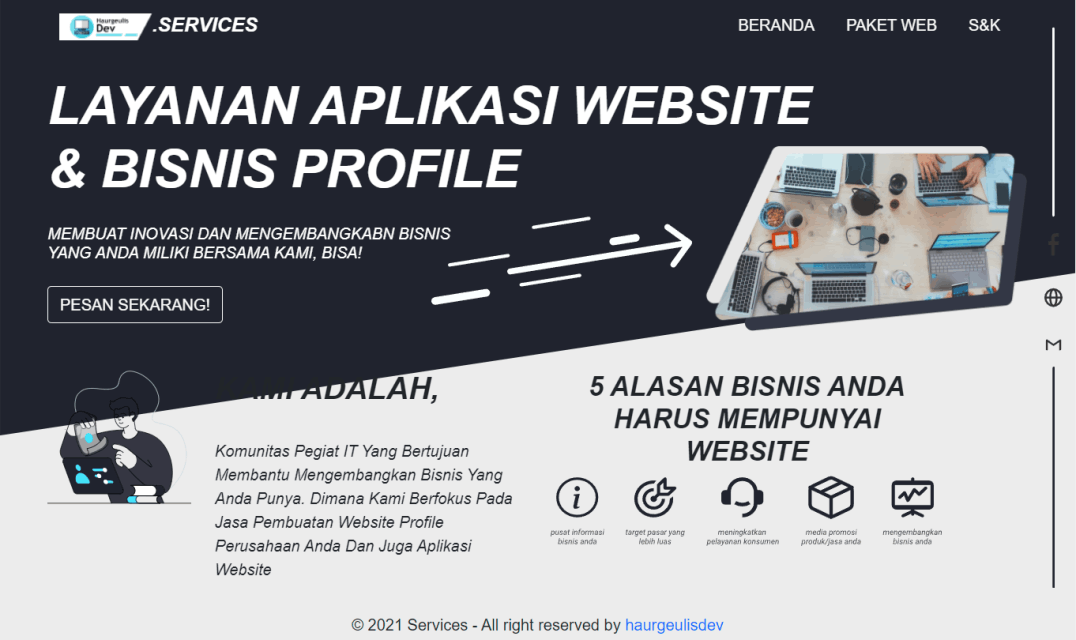 Haurgeulis
Dev
.SERVICES
BERANDA
PAKET WEB
S&K
LAYANAN APLIKASI WEBSITE
& BISNIS PROFILE
MEMBUAT INOVASI DAN MENGEMBANGKABN BISNIS
YANG ANDA MILIKI BERSAMA KAMI, BISA!
PESAN SEKARANG!
KAMI ADALAH,
Komunitas Pegiat IT Yang Bertujuan
Membantu Mengembangkan Bisnis Yang
Anda Punya. Dimana Kami Berfokus Pada
Jasa Pembuatan Website Profile
Perusahaan Anda Dan Juga Aplikasi
Website
5 ALASAN BISNIS ANDA
HARUS MEMPUNYAI
WEBSITE
pusat informasi
bisnis anda
target pasar yang
lebih luas
meningkatkan
pelayanan konsumen
media promosi
produk/jasa anda
mengembangkan
bisnis anda
© 2021 Services - All right reserved by haurgeulisdev